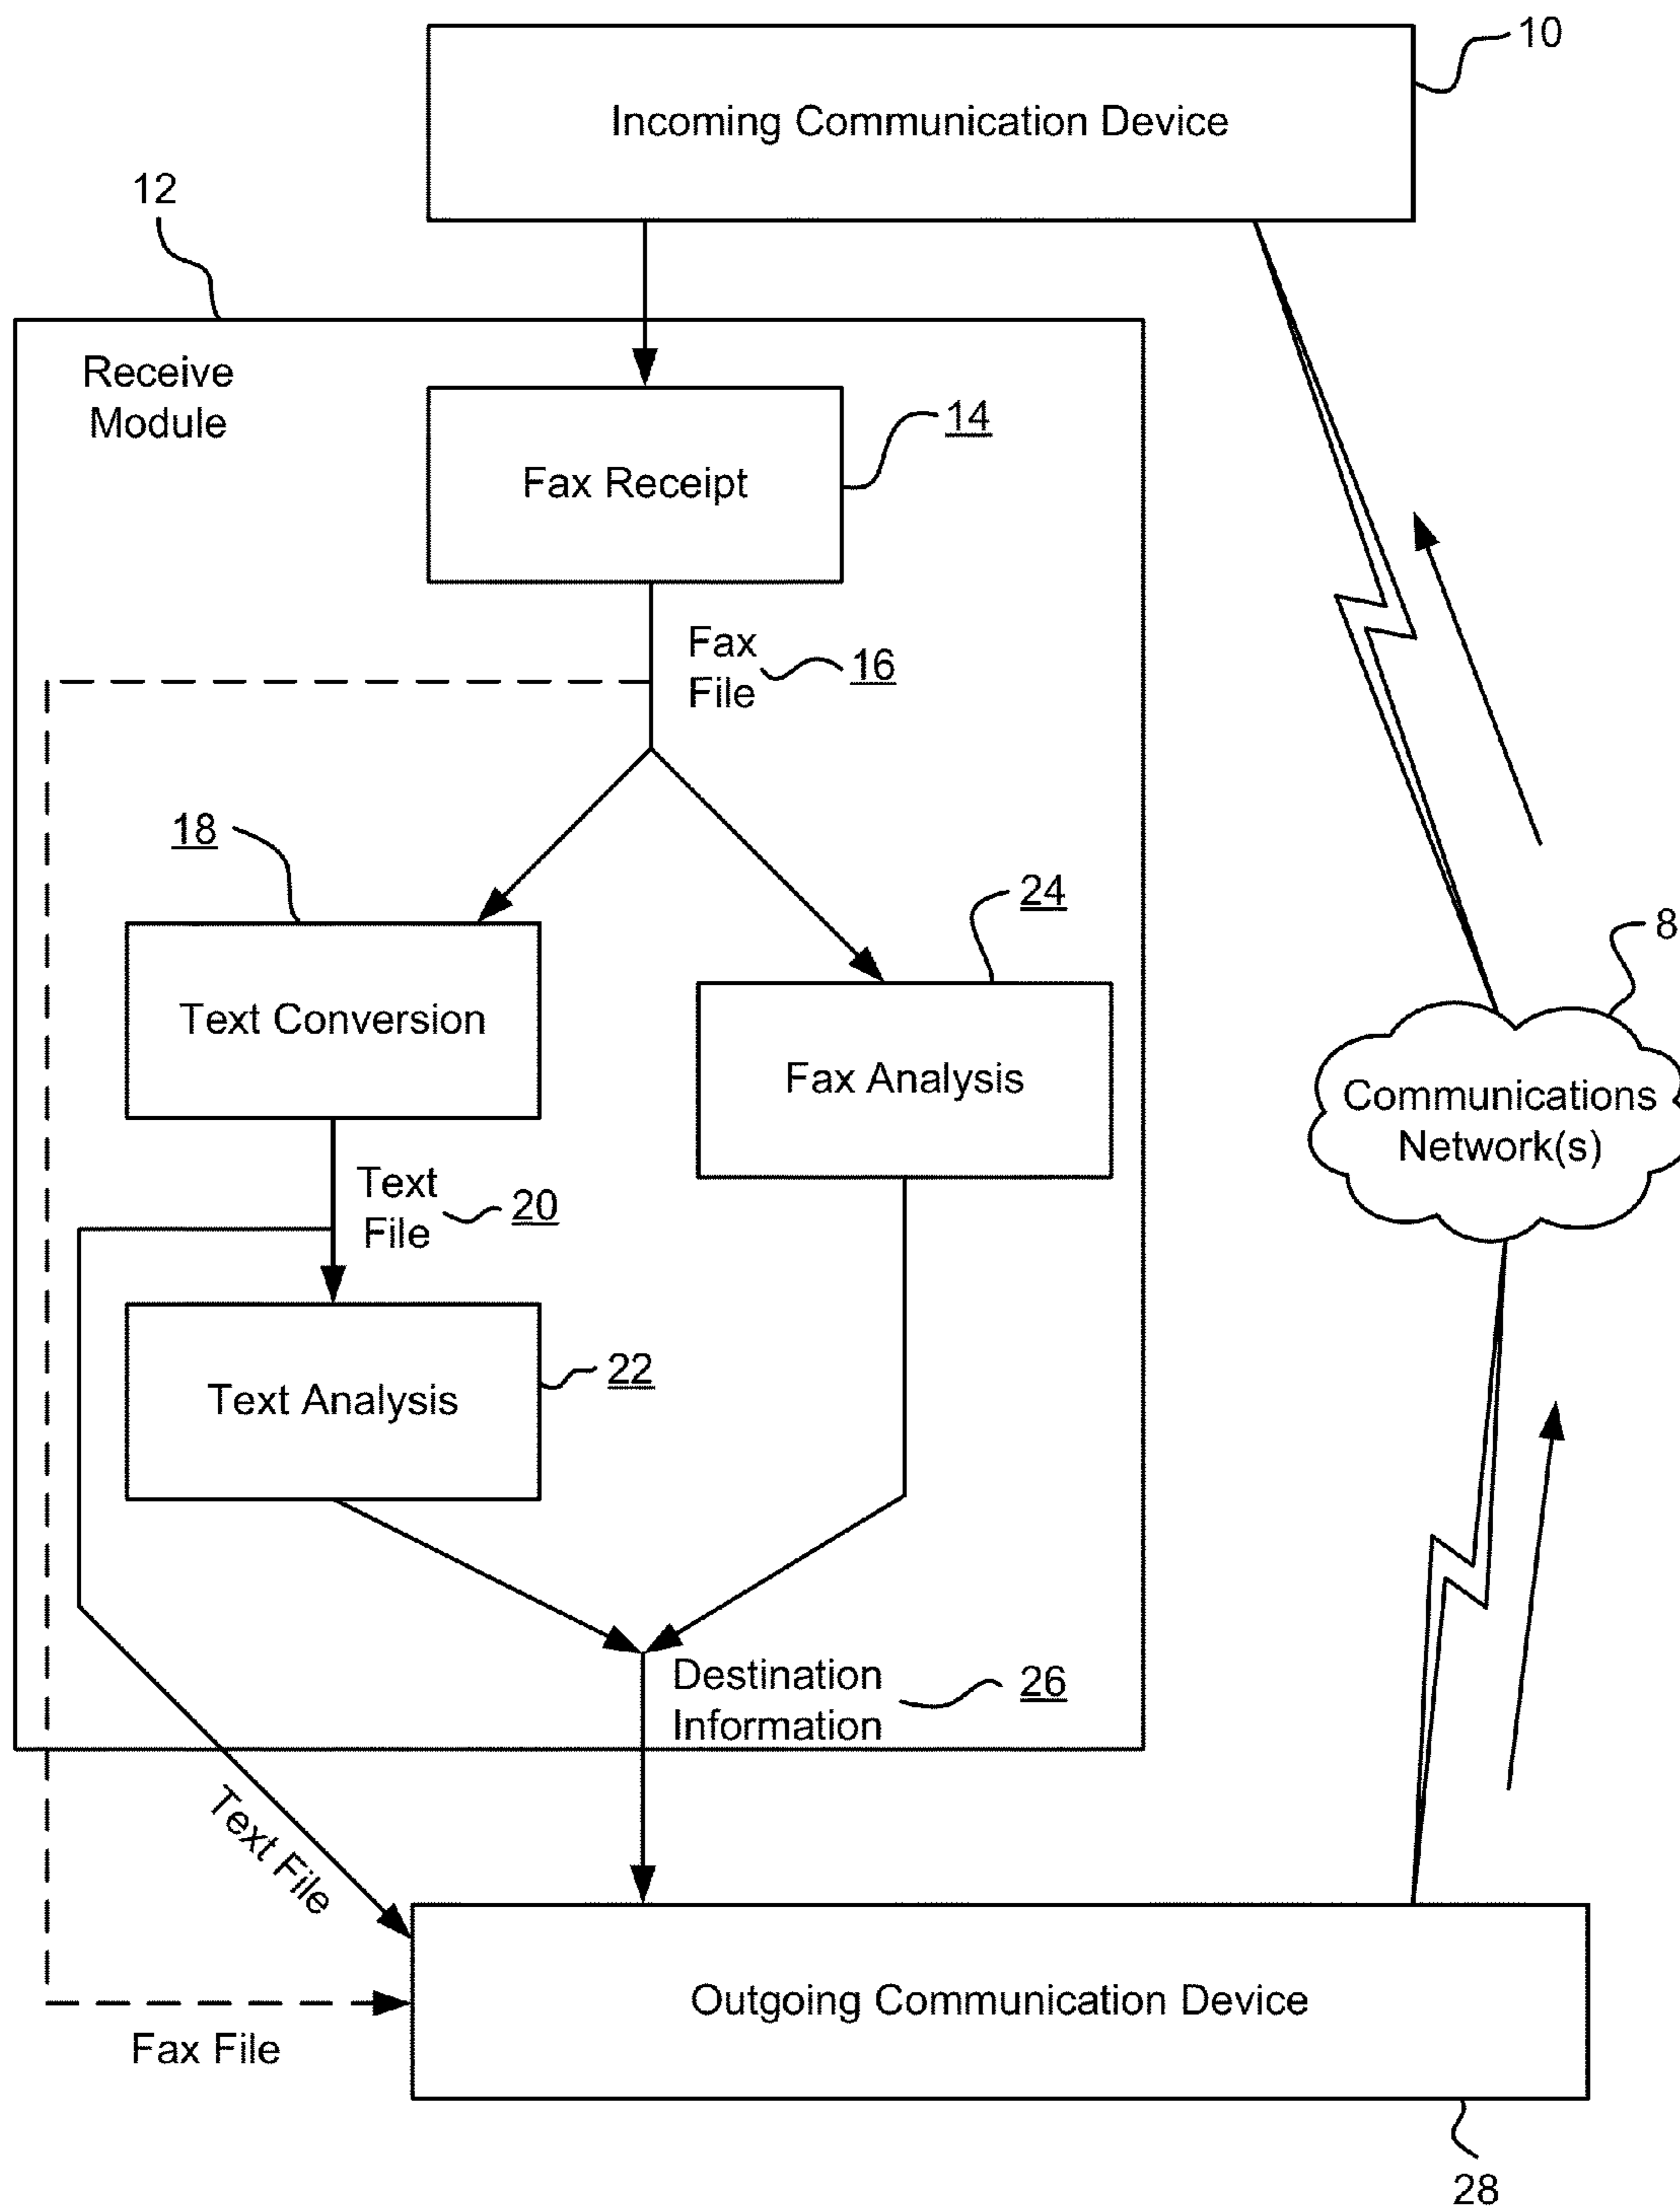 10
Incoming Communication Device
12
Receive
Module
14
Fax Receipt
Fax
File
16
18
24
8
Text Conversion
Fax Analysis
Communications
Network(s)
Text
File
20
22
Text Analysis
Destination
Information
26
Text File
Outgoing Communication Device
Fax File
28